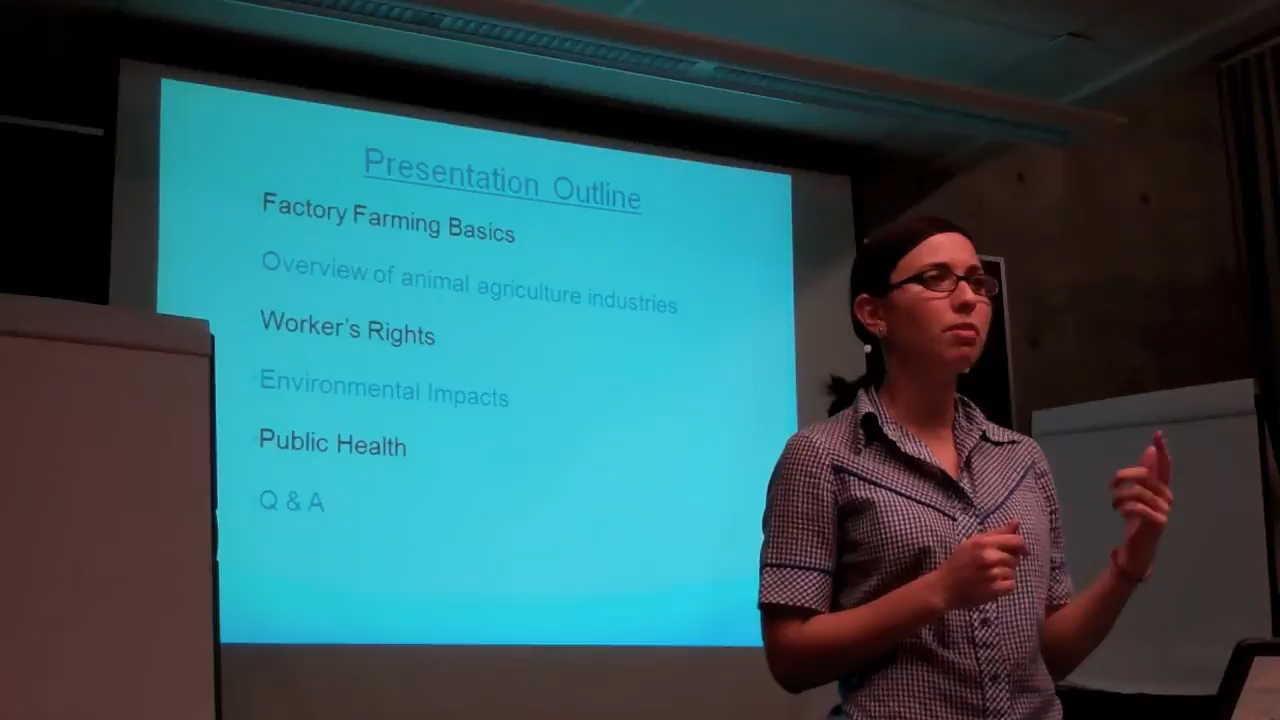 Presentation Outline
Factory Farming Basics
Overview of animal agriculture industries
Worker's Rights
Environmental Impacts
Public Health
Q & A